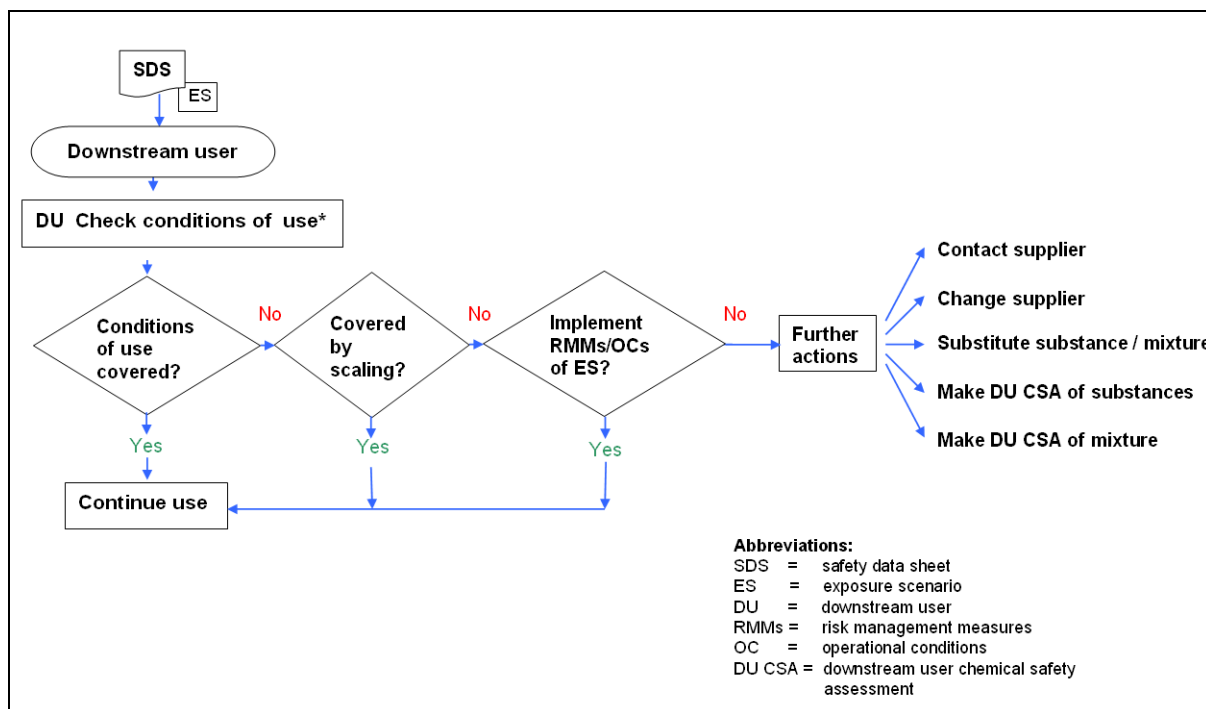 SDS
ES
Downstream user
DU Check conditions of use*
Conditions
of use
covered?
No
Covered
by
scaling?
No
Implement
RMMs/OCs
of ES?
No
Further
actions
Contact supplier
Change supplier
Substitute substance / mixture
Make DU CSA of substances
Make DU CSA of mixture
Yes
Yes
Yes
Continue use
Abbreviations:
SDS = safety data sheet
ES = exposure scenario
DU = downstream user
RMMs = risk management measures
OC = operational conditions
DU CSA = downstream user chemical safety
assessment